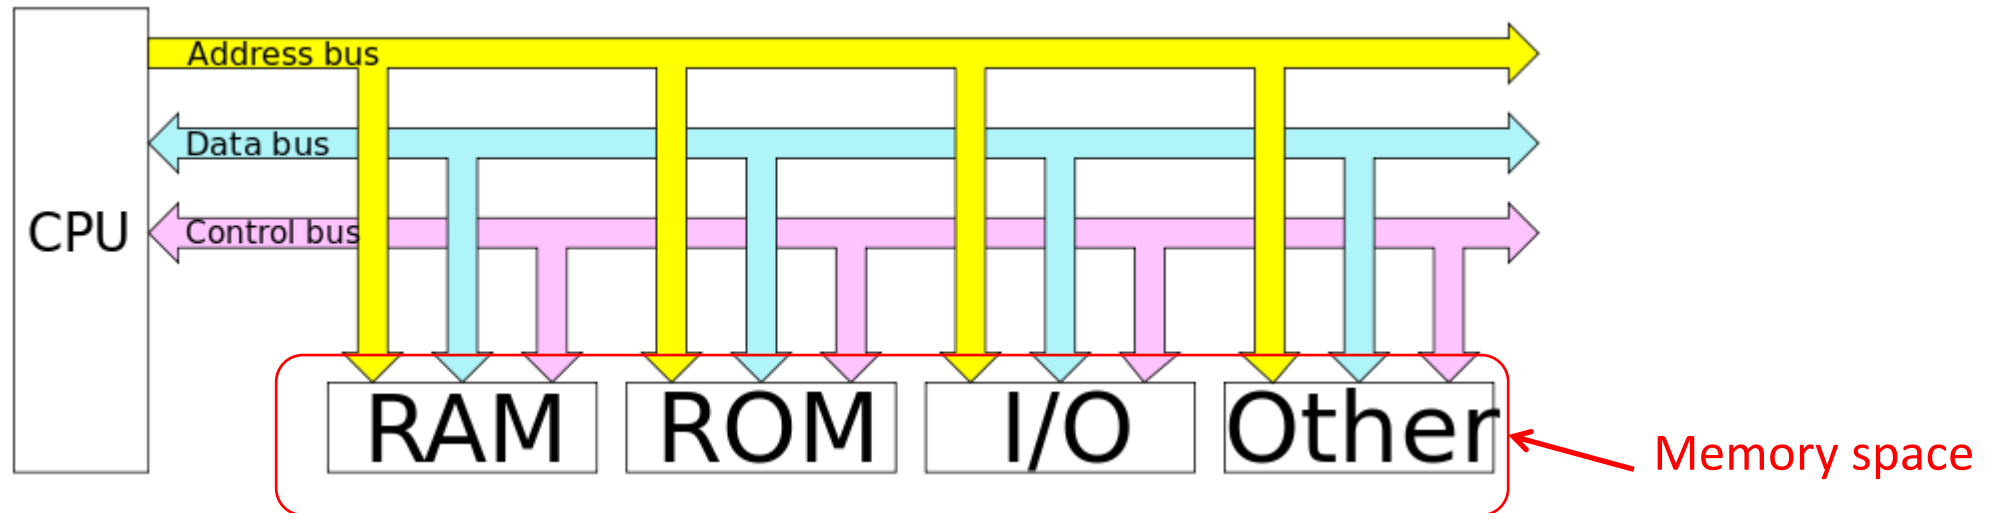 Address bus
Data bus
CPU
Control bus
RAM
ROM
I/O
Other
Memory space